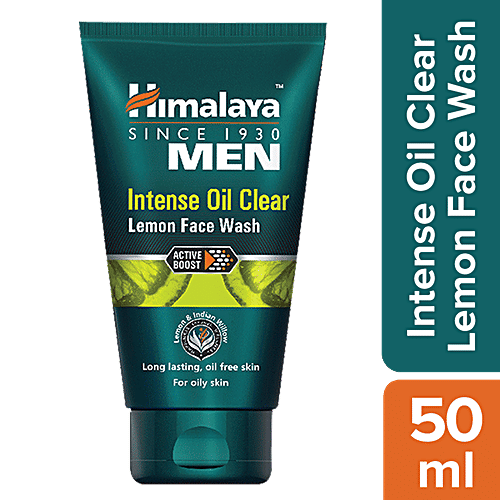 Himalaya™
SINCE 1930
MEN
Intense Oil Clear
Lemon Face Wash
ACTIVE
BOOST
Lemon & Indian Willow
Long lasting, oil free skin
For oily skin
Intense Oil Clear
Lemon Face Wash
50
ml